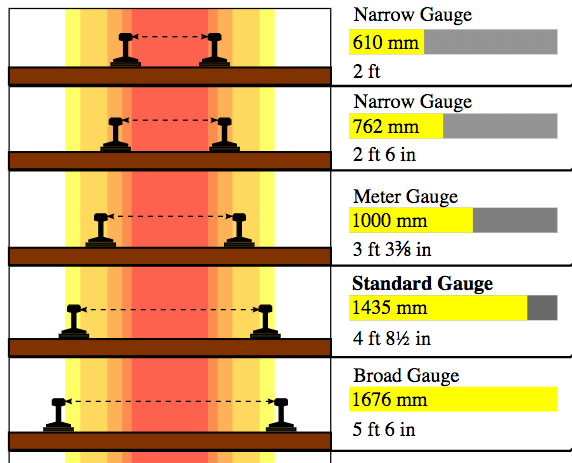 Narrow Gauge
610 mm
2 ft
Narrow Gauge
762 mm
2 ft 6 in
Meter Gauge
1000 mm
3 ft 3⅜ in
Standard Gauge
1435 mm
4 ft 8½ in
Broad Gauge
1676 mm
5 ft 6 in